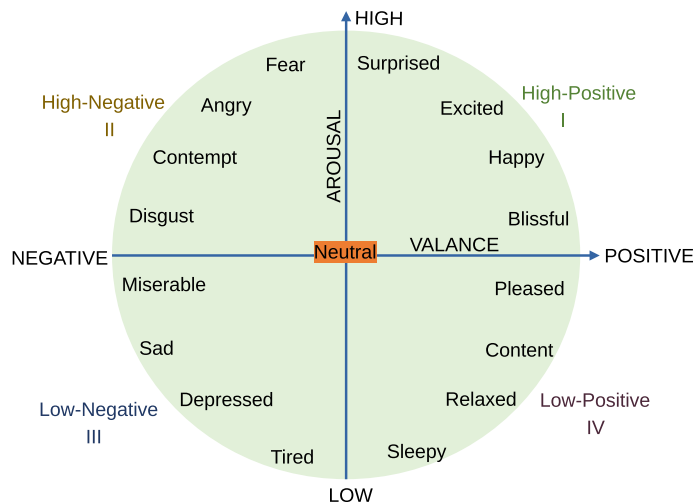 HIGH
Fear
Surprised
High-Negative
II
High-Positive
I
Angry
Excited
AROUSAL
Contempt
Happy
Disgust
Blissful
NEGATIVE
Neutral
VALANCE
POSITIVE
Miserable
Pleased
Sad
Content
Depressed
Relaxed
Low-Negative
III
Low-Positive
IV
Tired
Sleepy
LOW